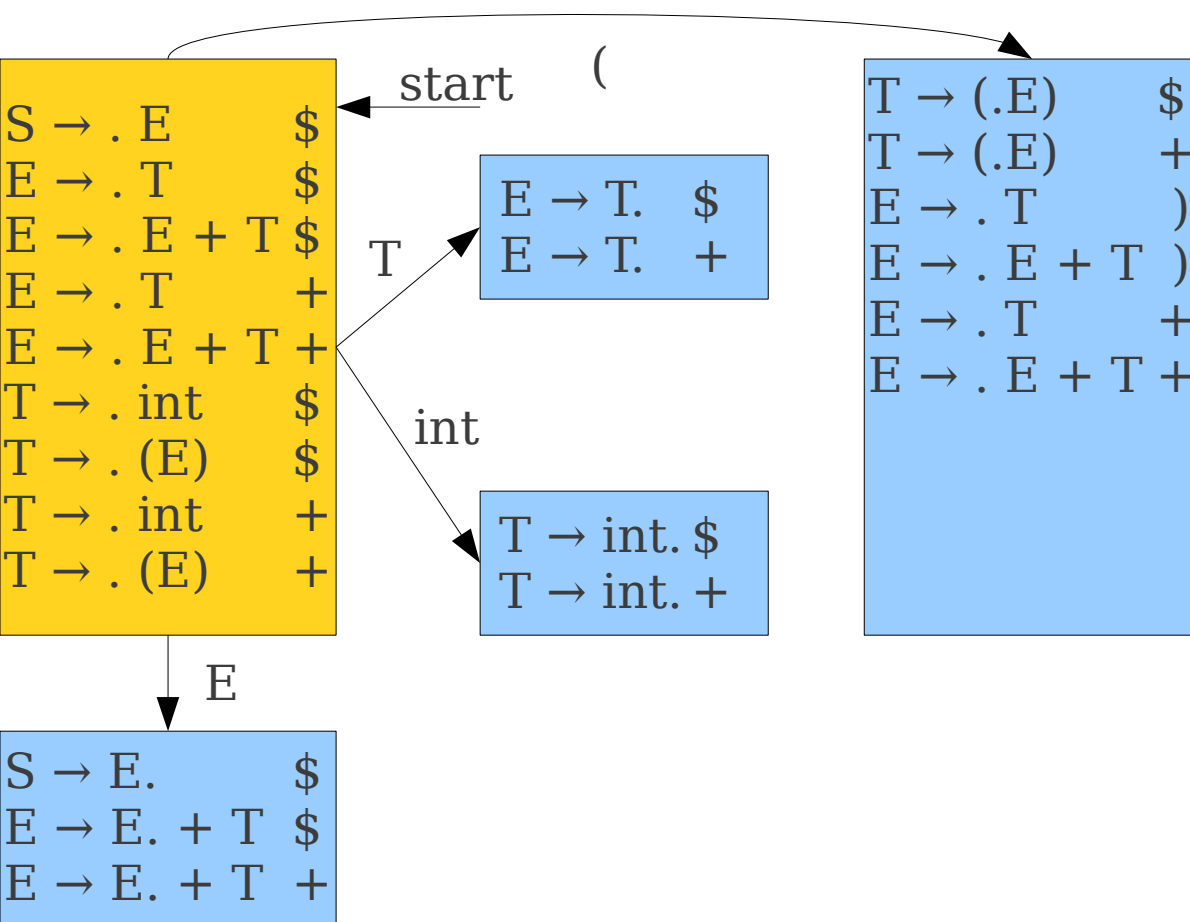 (
start
S → . E $
E → . T $
E → . E + T $
E → . T +
E → . E + T +
T → . int $
T → . (E) $
T → . int +
T → . (E) +
T
E → T. $
E → T. +
int
T → int. $
T → int. +
T → (.E) $
T → (.E) +
E → . T )
E → . E + T )
E → . T +
E → . E + T +
E
S → E. $
E → E. + T $
E → E. + T +